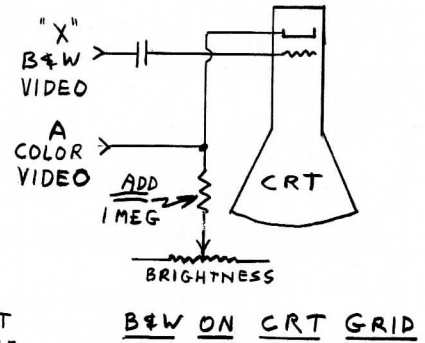 "X"
B&W
VIDEO
A
COLOR
VIDEO
ADD
1 MEG
CRT
BRIGHTNESS
B&W ON CRT GRID